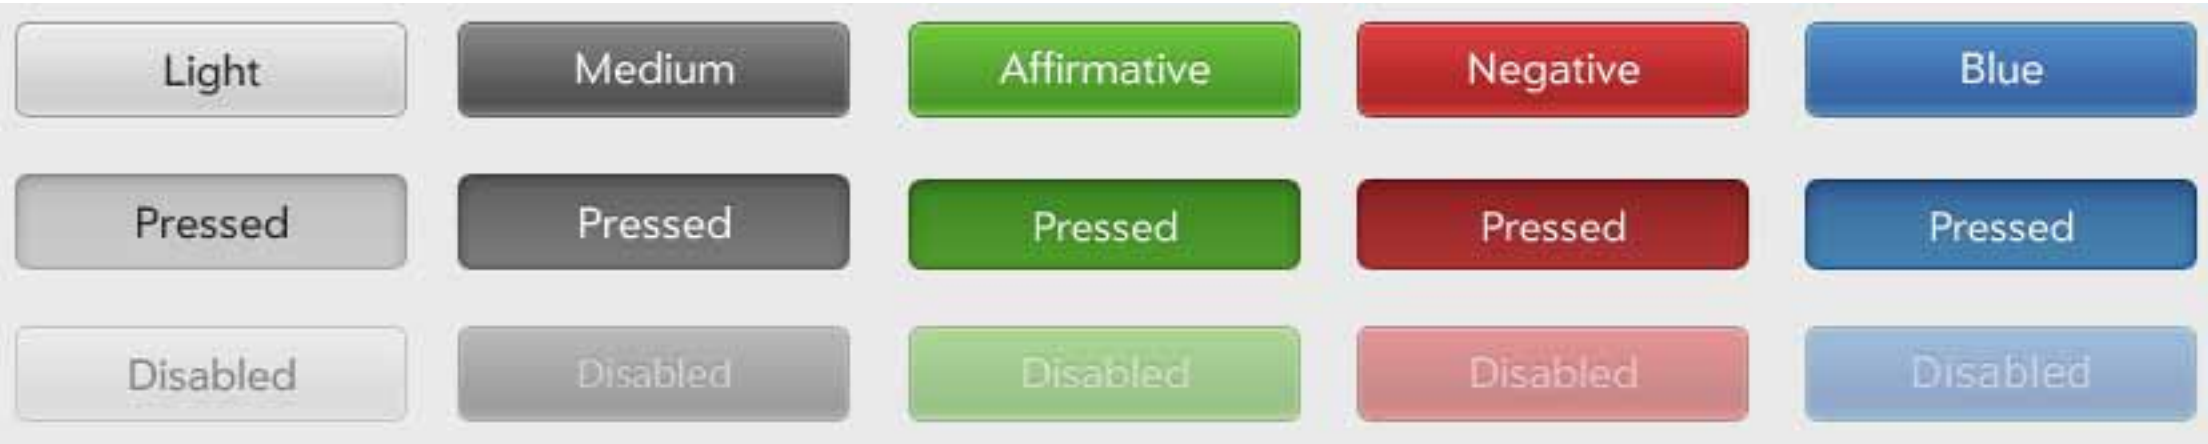 Light Medium Affirmative Negative Blue
Pressed Pressed Pressed Pressed Pressed
Disabled Disabled Disabled Disabled Disabled